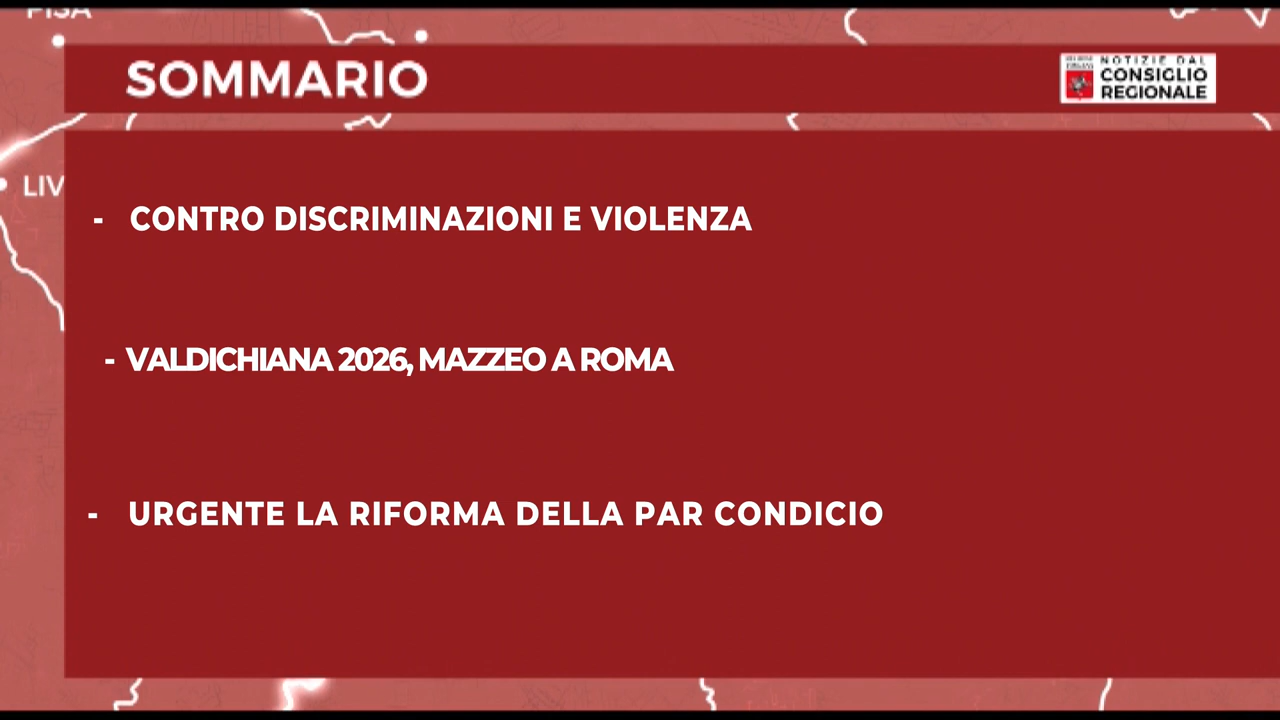 PISA
SOMMARIO
NOTIZIE DAL
CONSIGLIO
REGIONALE
LIV
- CONTRO DISCRIMINAZIONI E VIOLENZA
- VALDICHIANA 2026, MAZZEO A ROMA
- URGENTE LA RIFORMA DELLA PAR CONDICIO